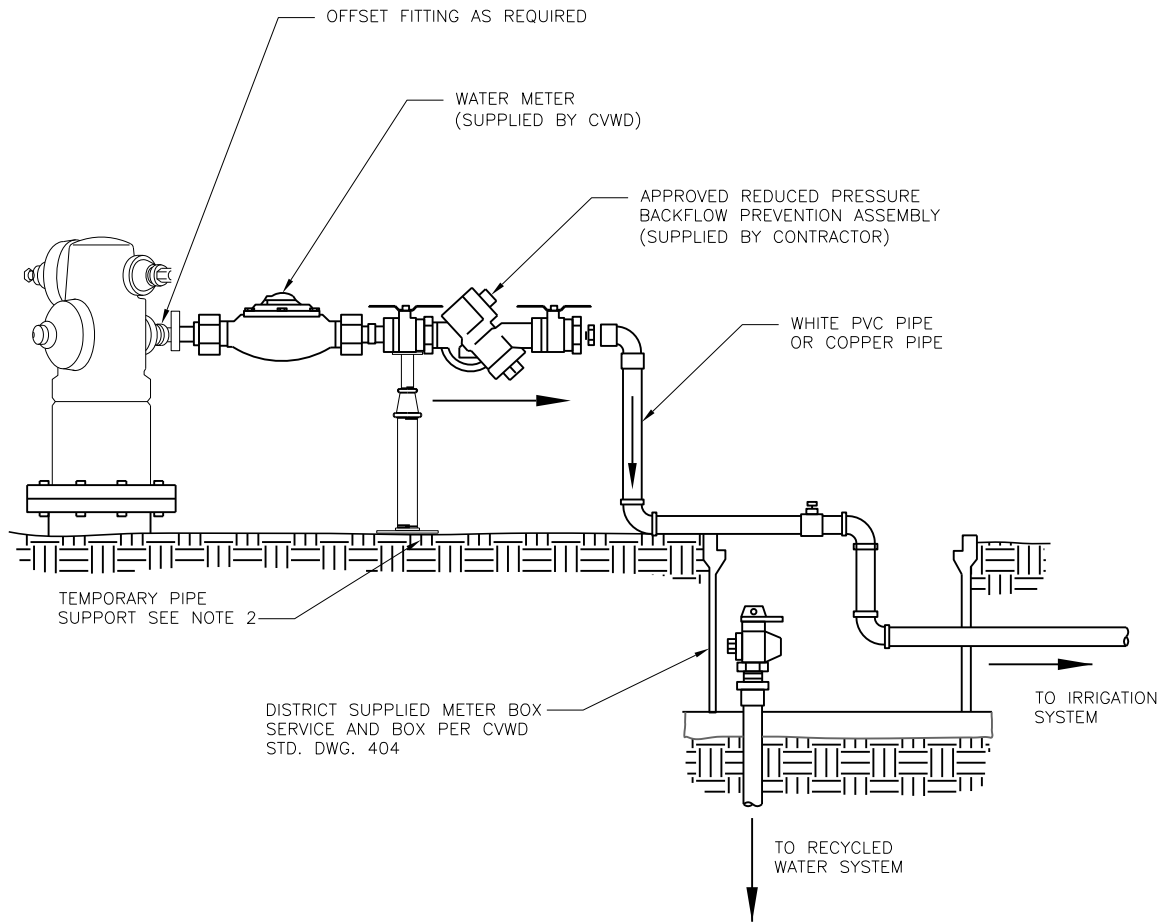 OFFSET FITTING AS REQUIRED
WATER METER
(SUPPLIED BY CVWD)
APPROVED REDUCED PRESSURE
BACKFLOW PREVENTION ASSEMBLY
(SUPPLIED BY CONTRACTOR)
WHITE PVC PIPE
OR COPPER PIPE
TEMPORARY PIPE
SUPPORT SEE NOTE 2
DISTRICT SUPPLIED METER BOX
SERVICE AND BOX PER CVWD
STD. DWG. 404
TO IRRIGATION
SYSTEM
TO RECYCLED
WATER SYSTEM